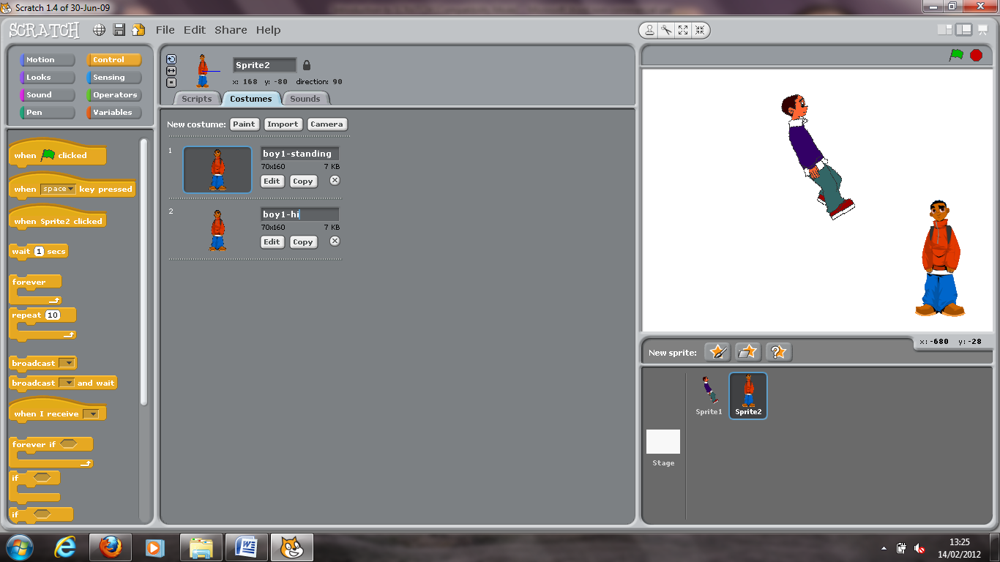 Scratch 1.4 of 30-Jun-09
SCRATCH
File Edit Share Help
Motion Control
Looks Sensing
Sound Operators
Pen Variables
when clicked
when space key pressed
when Sprite2 clicked
wait 1 secs
forever
repeat 10
broadcast
broadcast and wait
when I receive
forever if
if
if
Sprite2
x: 168 y: -80 direction: 90
Scripts Costumes Sounds
New costume: Paint Import Camera
1 boy1-standing
70x160 7 KB
Edit Copy
2 boy1-hi
70x160 7 KB
Edit Copy
x: -680 y: -28
New sprite:
Sprite1 Sprite2
Stage
13:25
14/02/2012